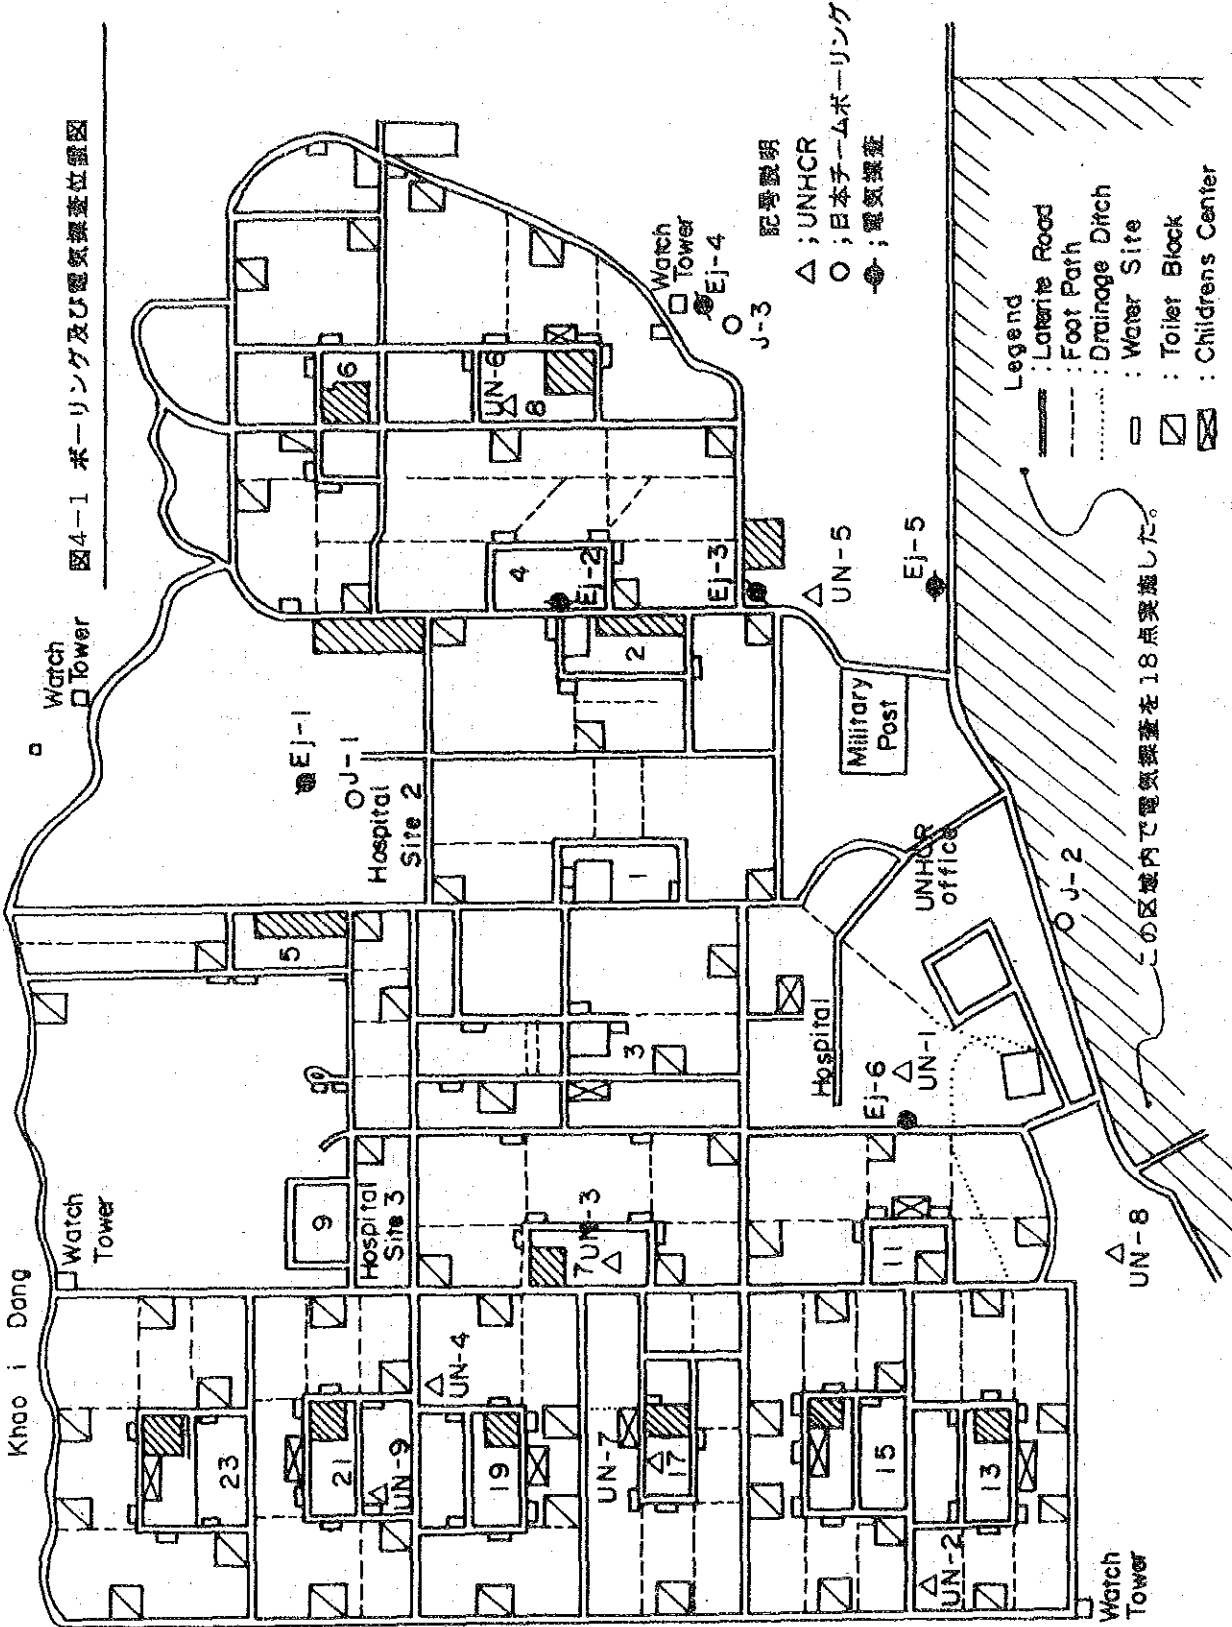 図4-1 ボーリング及び電気探査位置図
Khao i Dang
Watch
Tower
Watch
Tower
Watch
Tower
Watch
Tower
Ej-1
J-1
Hospital
Site 2
Hospital
Site 3
5
9
6
UN-6
8
4
Ej-2
2
1
3
7
UN-3
Ej-4
J-3
Ej-3
UN-5
Ej-5
Military
Post
UNHCR
office
Hospital
Ej-6
UN-1
J-2
11
UN-8
23
21
UN-9
UN-4
19
UN-7
17
15
13
UN-2
記号説明
△ ; UNHCR
○ ; 日本チームボーリング
; 電気探査
Legend
: Laterite Road
: Foot Path
: Drainage Ditch
: Water Site
: Toilet Block
: Childrens Center
この区域内で電気探査を18点実施した。